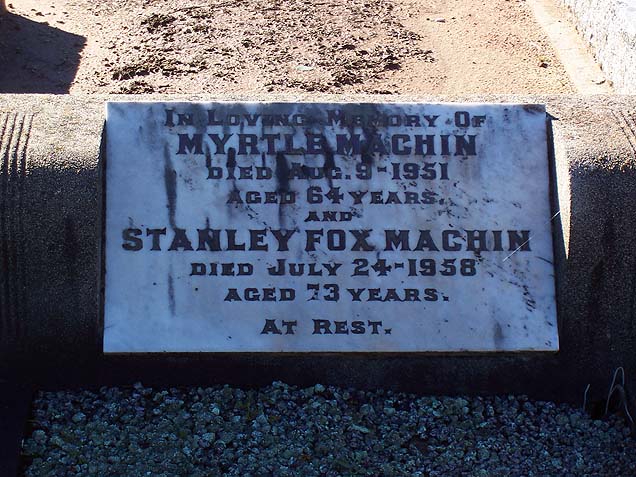 In Loving Memory Of
MYRTLE MACHIN
DIED AUG. 9-1951
AGED 64 YEARS.
AND
STANLEY FOX MACHIN
DIED JULY 24-1958
AGED 73 YEARS.
AT REST.